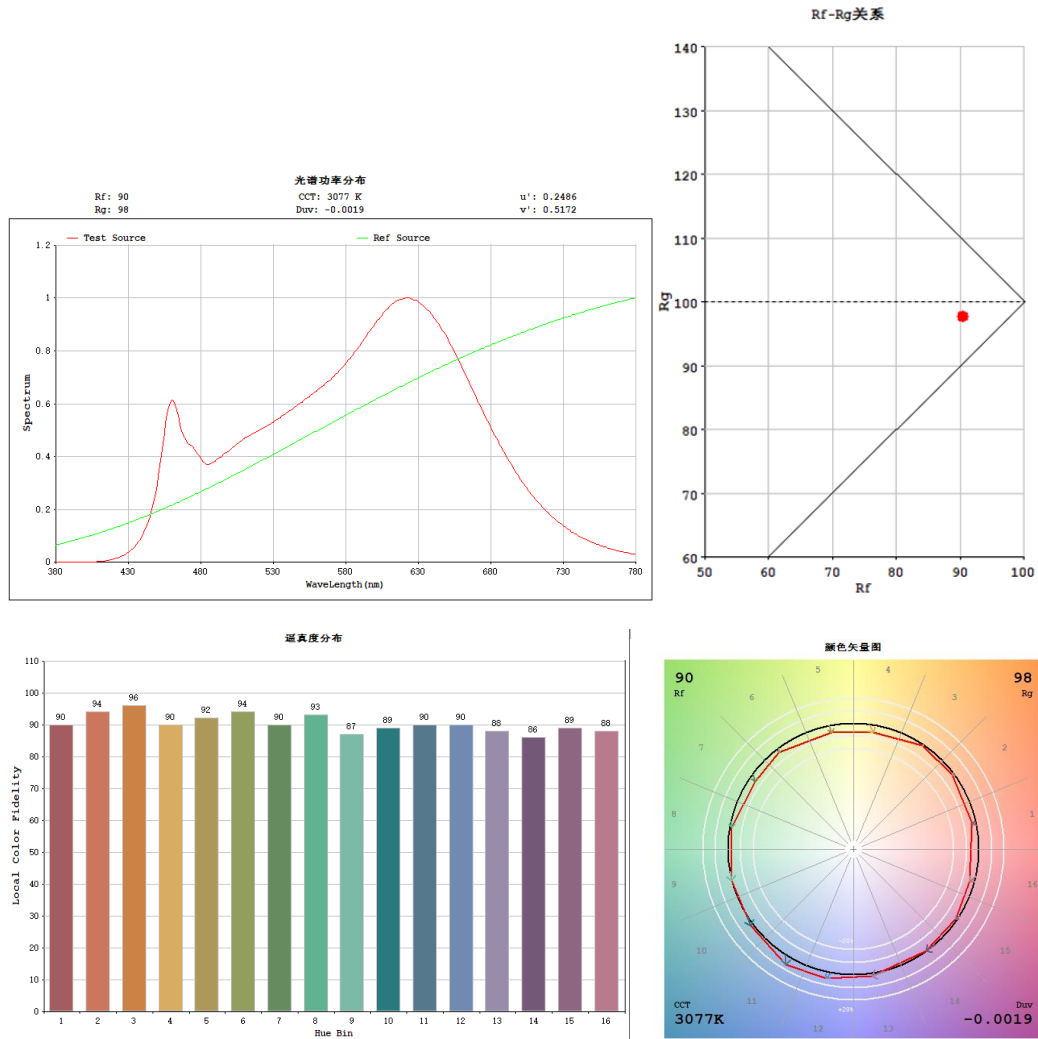 Rf-Rg关系
140
130
120
110
100
90
80
70
60
Rg
50 60 70 80 90 100
Rf
光谱功率分布
Rf: 90 CCT: 3077 K u': 0.2486
Rg: 98 Duv: -0.0019 v': 0.5172
Test Source Ref Source
1.2
1
0.8
0.6
0.4
0.2
0
Spectrum
380 430 480 530 580 630 680 730 780
WaveLength(nm)
逼真度分布
110
100
90
80
70
60
50
40
30
20
10
0
Local Color Fidelity
90 94 96 90 92 94 90 93 87 89 90 90 88 86 89 88
1 2 3 4 5 6 7 8 9 10 11 12 13 14 15 16
Hue Bin
颜色矢量图
90 98
Rf Rg
5 4
6 3
7 2
8 1
9 16
10 15
11 14
12 13
-20%
+20%
CCT Duv
3077K -0.0019